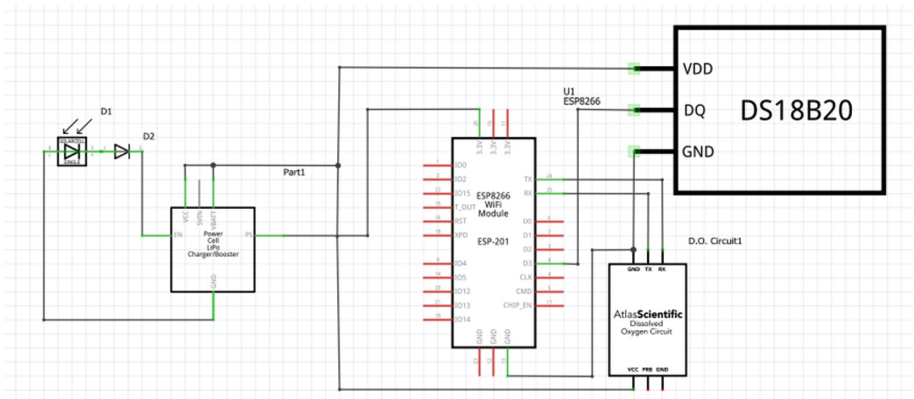 D1
D2
Part1
VCC
5VIN
VBATT
EN
Power
Cell
LiPo
Charger/Booster
PS
GND
U1
ESP8266
3.3V
3.3V
3.3V
IO0
IO2
IO15
T_OUT
RST
XPD
IO4
IO5
IO12
IO13
IO14
ESP8266
WiFi
Module
ESP-201
TX
RX
D0
D1
D2
D3
CLK
CMD
CHIP_EN
GND
GND
GND
VDD
DQ
GND
DS18B20
D.O. Circuit1
GND TX RX
AtlasScientific
Dissolved
Oxygen Circuit
VCC PRB GND